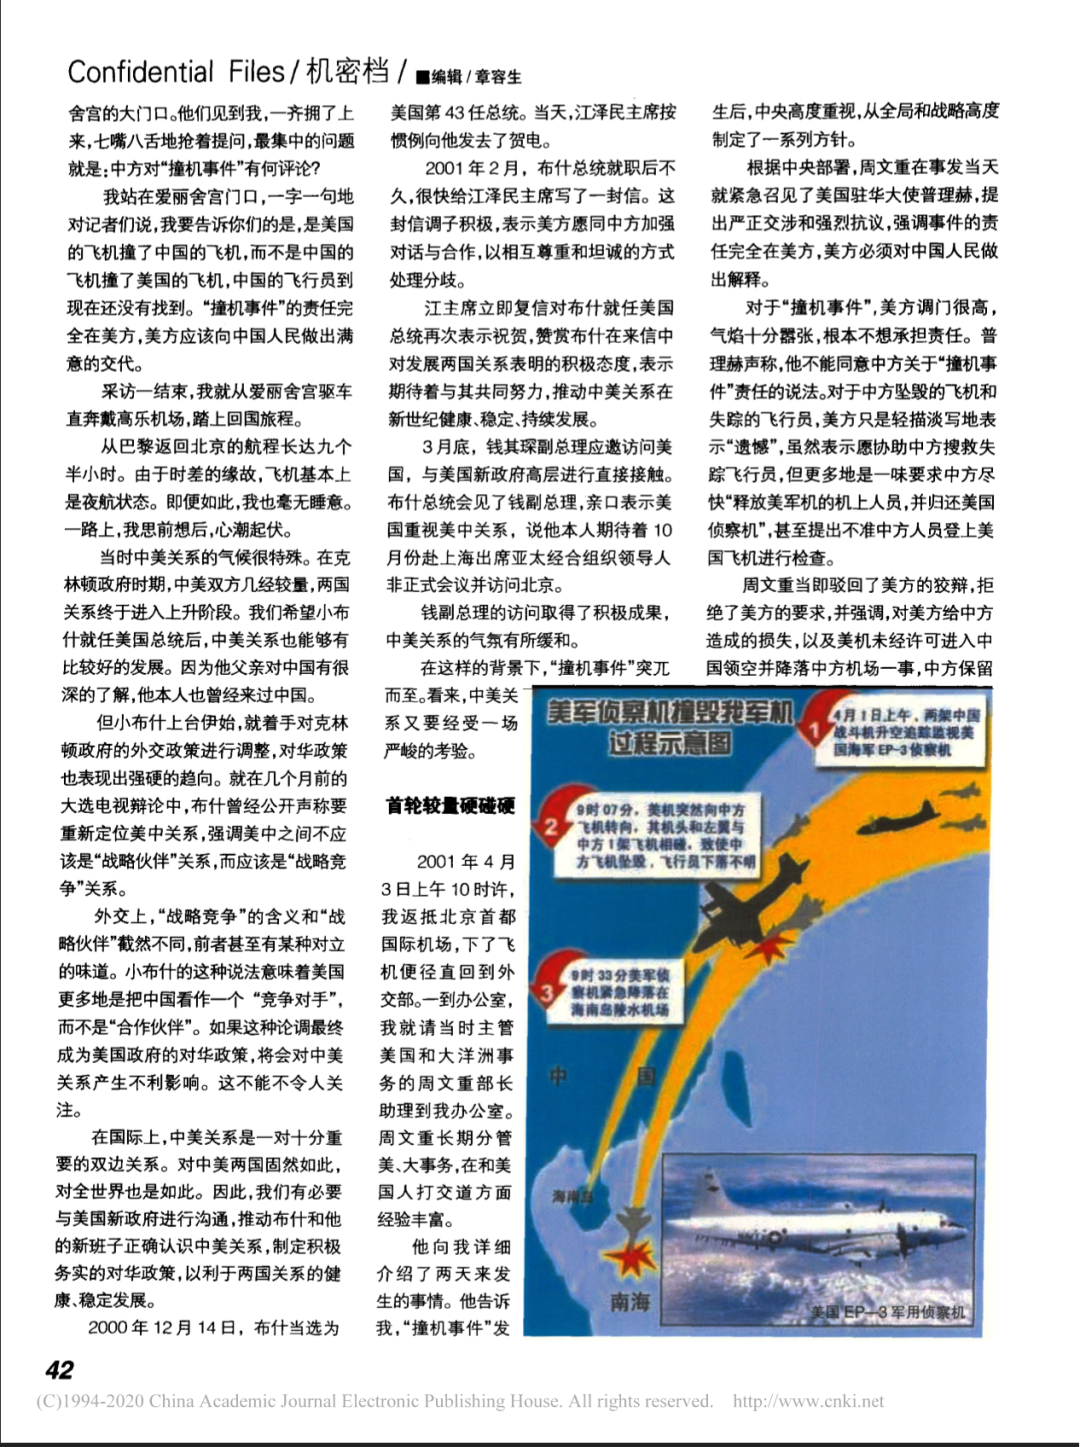 Confidential Files/机密档/■编辑/章容生
舍宫的大门口。他们见到我,一齐拥了上
来,七嘴八舌地抢着提问,最集中的问题
就是:中方对“撞机事件”有何评论?
我站在爱丽舍宫门口,一字一句地
对记者们说,我要告诉你们的是,是美国
的飞机撞了中国的飞机,而不是中国的
飞机撞了美国的飞机,中国的飞行员到
现在还没有找到。“撞机事件”的责任完
全在美方,美方应该向中国人民做出满
意的交代。
采访一结束,我就从爱丽舍宫驱车
直奔戴高乐机场,踏上回国旅程。
从巴黎返回北京的航程长达九个
半小时。由于时差的缘故,飞机基本上
是夜航状态。即便如此,我也毫无睡意。
一路上,我思前想后,心潮起伏。
当时中美关系的气候很特殊。在克
林顿政府时期,中美双方几经较量,两国
关系终于进入上升阶段。我们希望小布
什就任美国总统后,中美关系也能够有
比较好的发展。因为他父亲对中国有很
深的了解,他本人也曾经来过中国。
但小布什上台伊始,就着手对克林
顿政府的外交政策进行调整,对华政策
也表现出强硬的趋向。就在几个月前的
大选电视辩论中,布什曾经公开声称要
重新定位美中关系,强调美中之间不应
该是“战略伙伴”关系,而应该是“战略竞
争”关系。
外交上,“战略竞争”的含义和“战
略伙伴”截然不同,前者甚至有某种对立
的味道。小布什的这种说法意味着美国
更多地是把中国看作一个“竞争对手”,
而不是“合作伙伴”。如果这种论调最终
成为美国政府的对华政策,将会对中美
关系产生不利影响。这不能不令人关
注。
在国际上,中美关系是一对十分重
要的双边关系。对中美两国固然如此,
对全世界也是如此。因此,我们有必要
与美国新政府进行沟通,推动布什和他
的新班子正确认识中美关系,制定积极
务实的对华政策,以利于两国关系的健
康、稳定发展。
2000年12月14日,布什当选为
美国第43任总统。当天,江泽民主席按
惯例向他发去了贺电。
2001年2月,布什总统就职后不
久,很快给江泽民主席写了一封信。这
封信调子积极,表示美方愿同中方加强
对话与合作,以相互尊重和坦诚的方式
处理分歧。
江主席立即复信对布什就任美国
总统再次表示祝贺,赞赏布什在来信中
对发展两国关系表明的积极态度,表示
期待着与其共同努力,推动中美关系在
新世纪健康、稳定、持续发展。
3月底,钱其琛副总理应邀访问美
国,与美国新政府高层进行直接接触。
布什总统会见了钱副总理,亲口表示美
国重视美中关系,说他本人期待着10
月份赴上海出席亚太经合组织领导人
非正式会议并访问北京。
钱副总理的访问取得了积极成果,
中美关系的气氛有所缓和。
在这样的背景下,“撞机事件”突兀
而至。看来,中美关
系又要经受一场
严峻的考验。
首轮较量硬碰硬
2001年4月
3日上午10时许,
我返抵北京首都
国际机场,下了飞
机便径直回到外
交部。一到办公室,
我就请当时主管
美国和大洋洲事
务的周文重部长
助理到我办公室。
周文重长期分管
美、大事务,在和美
国人打交道方面
经验丰富。
他向我详细
介绍了两天来发
生的事情。他告诉
我,“撞机事件”发
生后,中央高度重视,从全局和战略高度
制定了一系列方针。
根据中央部署,周文重在事发当天
就紧急召见了美国驻华大使普理赫,提
出严正交涉和强烈抗议,强调事件的责
任完全在美方,美方必须对中国人民做
出解释。
对于“撞机事件”,美方调门很高,
气焰十分嚣张,根本不想承担责任。普
理赫声称,他不能同意中方关于“撞机事
件”责任的说法。对于中方坠毁的飞机和
失踪的飞行员,美方只是轻描淡写地表
示“遗憾”,虽然表示愿协助中方搜救失
踪飞行员,但更多地是一味要求中方尽
快“释放美军机的机上人员,并归还美国
侦察机”,甚至提出不准中方人员登上美
国飞机进行检查。
周文重当即驳回了美方的狡辩,拒
绝了美方的要求,并强调,对美方给中方
造成的损失,以及美机未经许可进入中
国领空并降落中方机场一事,中方保留
美军侦察机撞毁我军机
过程示意图
1
4月1日上午,两架中国
战斗机升空追踪监视美
国海军EP-3侦察机
2
9时07分,美机突然向中方
飞机转向,其机头和左翼与
中方1架飞机相碰,致使中
方飞机坠毁,飞行员下落不明
3
9时33分美军侦
察机紧急降落在
海南岛陵水机场
中 国
海南岛
南海
美国EP—3军用侦察机
42
(C)1994-2020 China Academic Journal Electronic Publishing House. All rights reserved. http://www.cnki.net